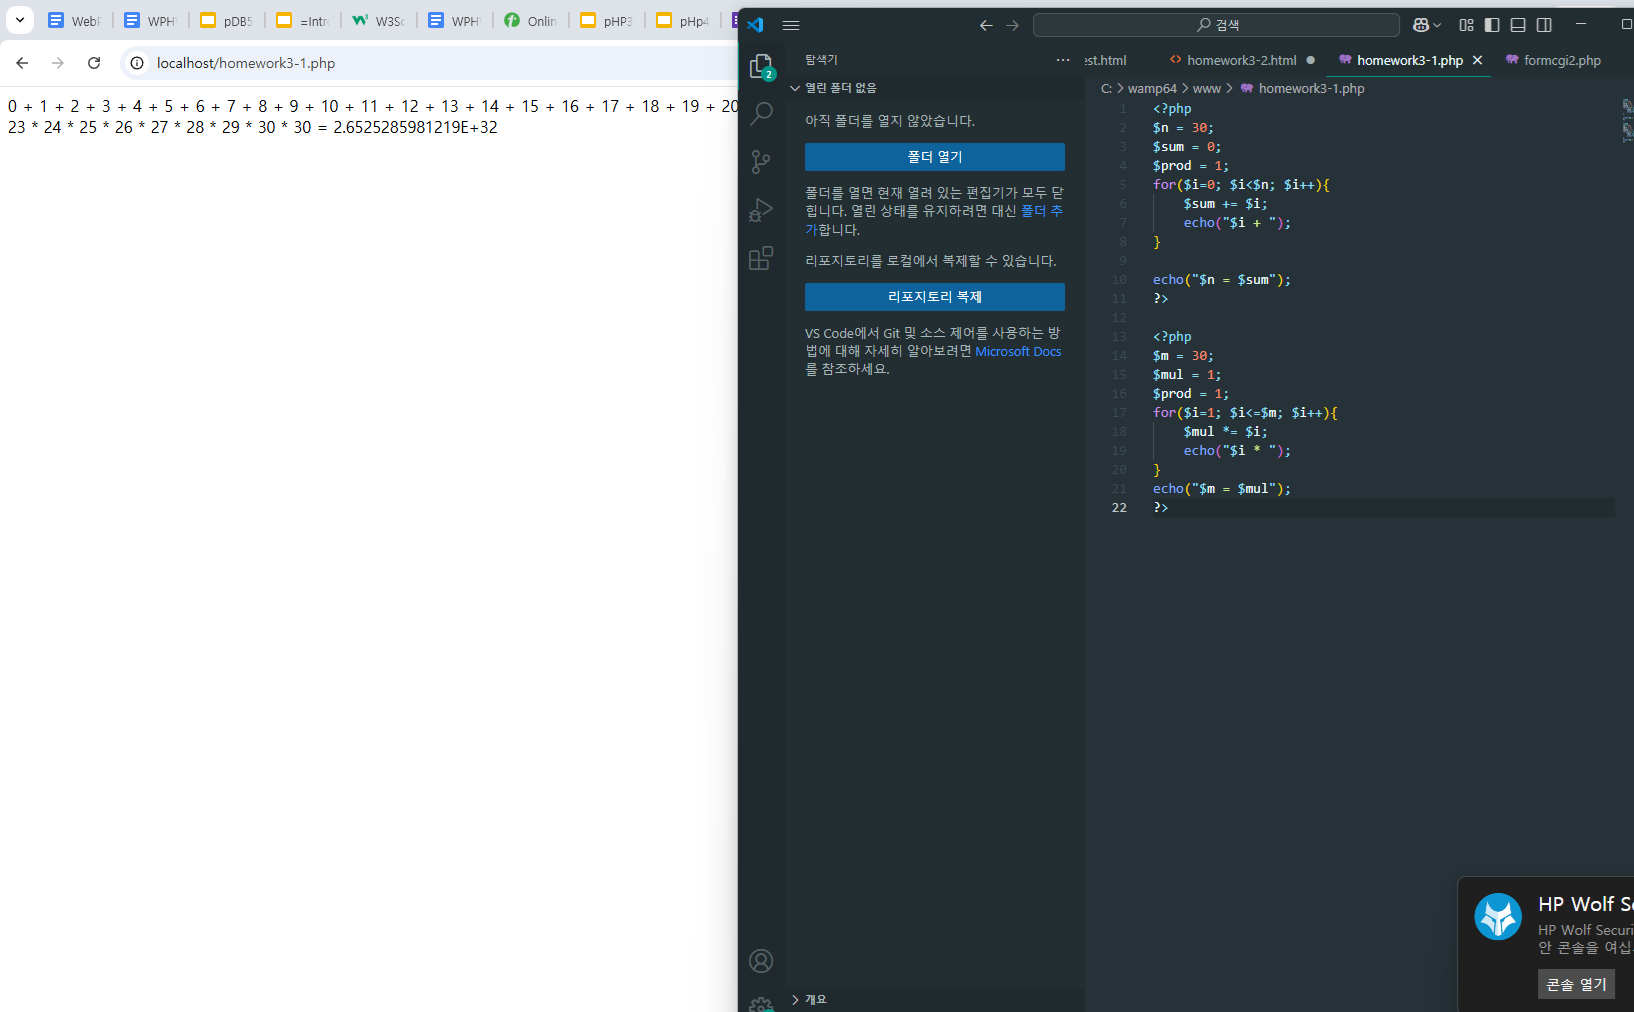 WebP
WPH
pDB5
=Intro
W3Sc
WPH
Onlin
pHP3
pHp4
localhost/homework3-1.php
0 + 1 + 2 + 3 + 4 + 5 + 6 + 7 + 8 + 9 + 10 + 11 + 12 + 13 + 14 + 15 + 16 + 17 + 18 + 19 + 20
23 * 24 * 25 * 26 * 27 * 28 * 29 * 30 * 30 = 2.6525285981219E+32
검색
탐색기
열린 폴더 없음
아직 폴더를 열지 않았습니다.
폴더 열기
폴더를 열면 현재 열려 있는 편집기가 모두 닫
힙니다. 열린 상태를 유지하려면 대신 폴더 추
가합니다.
리포지토리를 로컬에서 복제할 수 있습니다.
리포지토리 복제
VS Code에서 Git 및 소스 제어를 사용하는 방
법에 대해 자세히 알아보려면 Microsoft Docs
를 참조하세요.
개요
2
est.html
homework3-2.html
homework3-1.php
formcgi2.php
C: > wamp64 > www > homework3-1.php
1 <?php
2 $n = 30;
3 $sum = 0;
4 $prod = 1;
5 for($i=0; $i<$n; $i++){
6 $sum += $i;
7 echo("$i + ");
8 }
9
10 echo("$n = $sum");
11 ?>
12
13 <?php
14 $m = 30;
15 $mul = 1;
16 $prod = 1;
17 for($i=1; $i<=$m; $i++){
18 $mul *= $i;
19 echo("$i * ");
20 }
21 echo("$m = $mul");
22 ?>
HP Wolf Se
HP Wolf Securi
안 콘솔을 여십
콘솔 열기